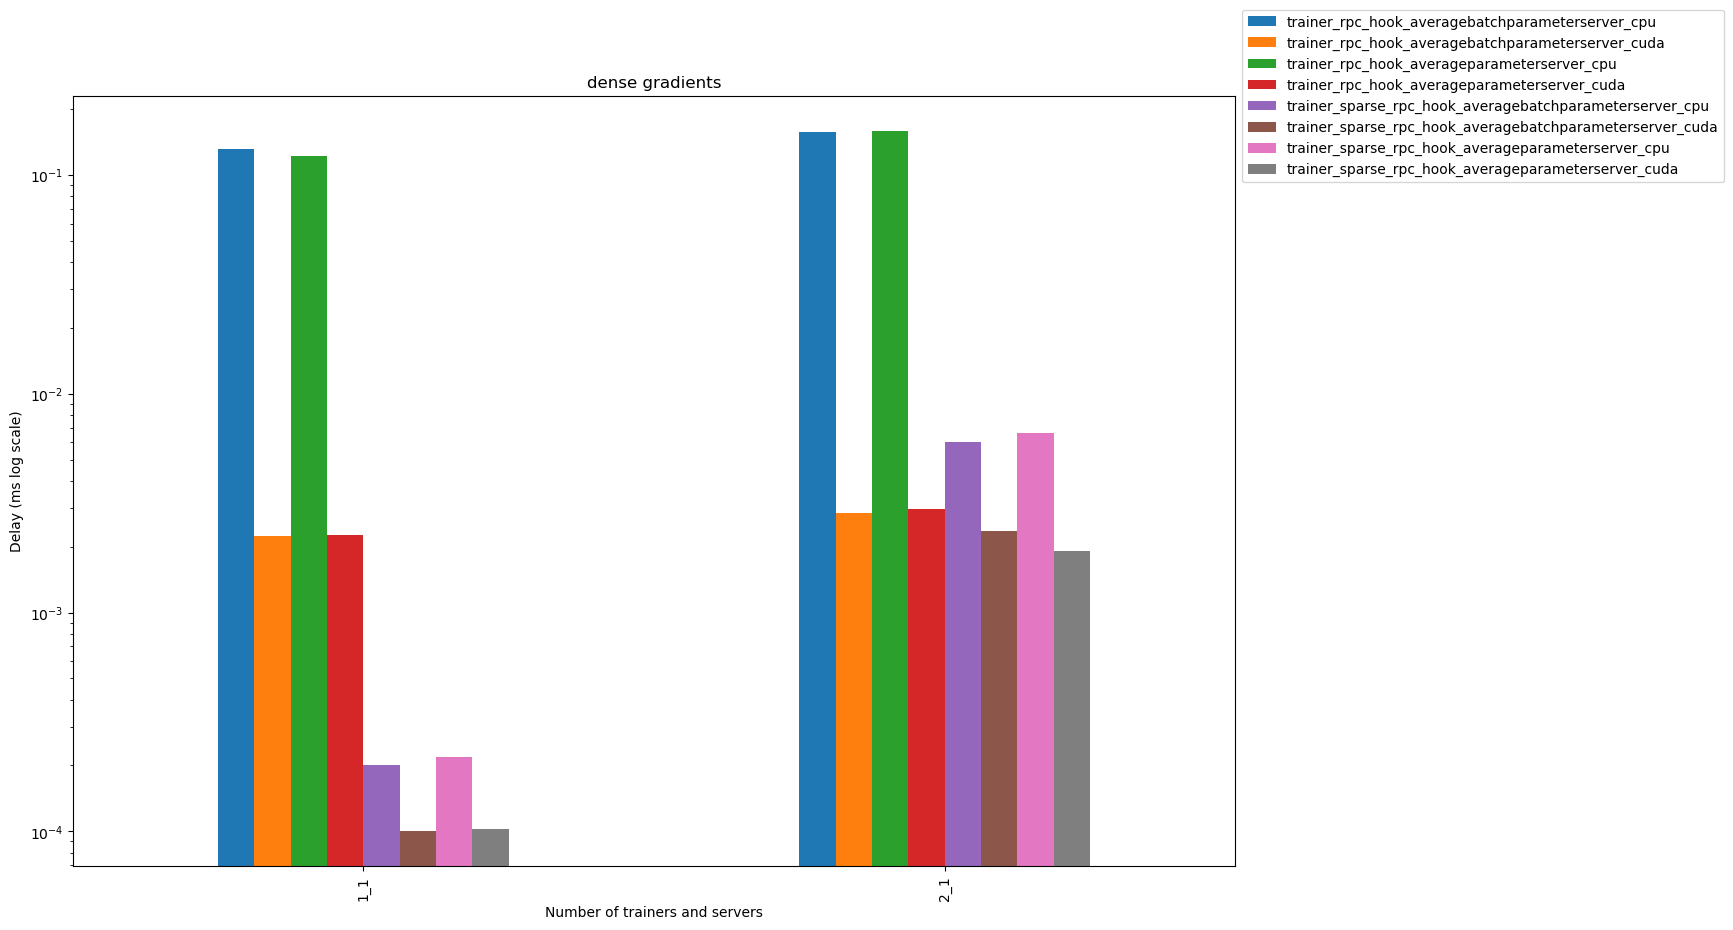 trainer_rpc_hook_averagebatchparameterserver_cpu
trainer_rpc_hook_averagebatchparameterserver_cuda
trainer_rpc_hook_averageparameterserver_cpu
trainer_rpc_hook_averageparameterserver_cuda
trainer_sparse_rpc_hook_averagebatchparameterserver_cpu
trainer_sparse_rpc_hook_averagebatchparameterserver_cuda
trainer_sparse_rpc_hook_averageparameterserver_cpu
trainer_sparse_rpc_hook_averageparameterserver_cuda
dense gradients
Delay (ms log scale)
10⁻¹
10⁻²
10⁻³
10⁻⁴
1_1
2_1
Number of trainers and servers